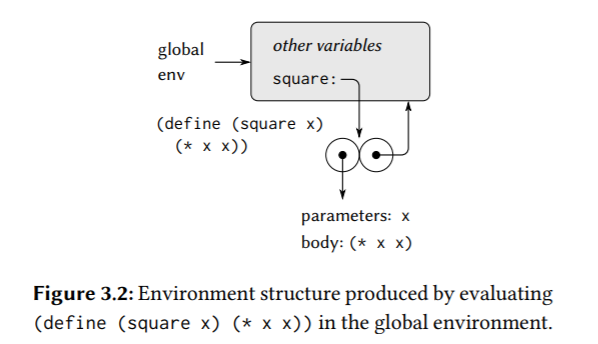 global
env
other variables
square:
(define (square x)
(* x x))
parameters: x
body: (* x x)
Figure 3.2: Environment structure produced by evaluating
(define (square x) (* x x)) in the global environment.